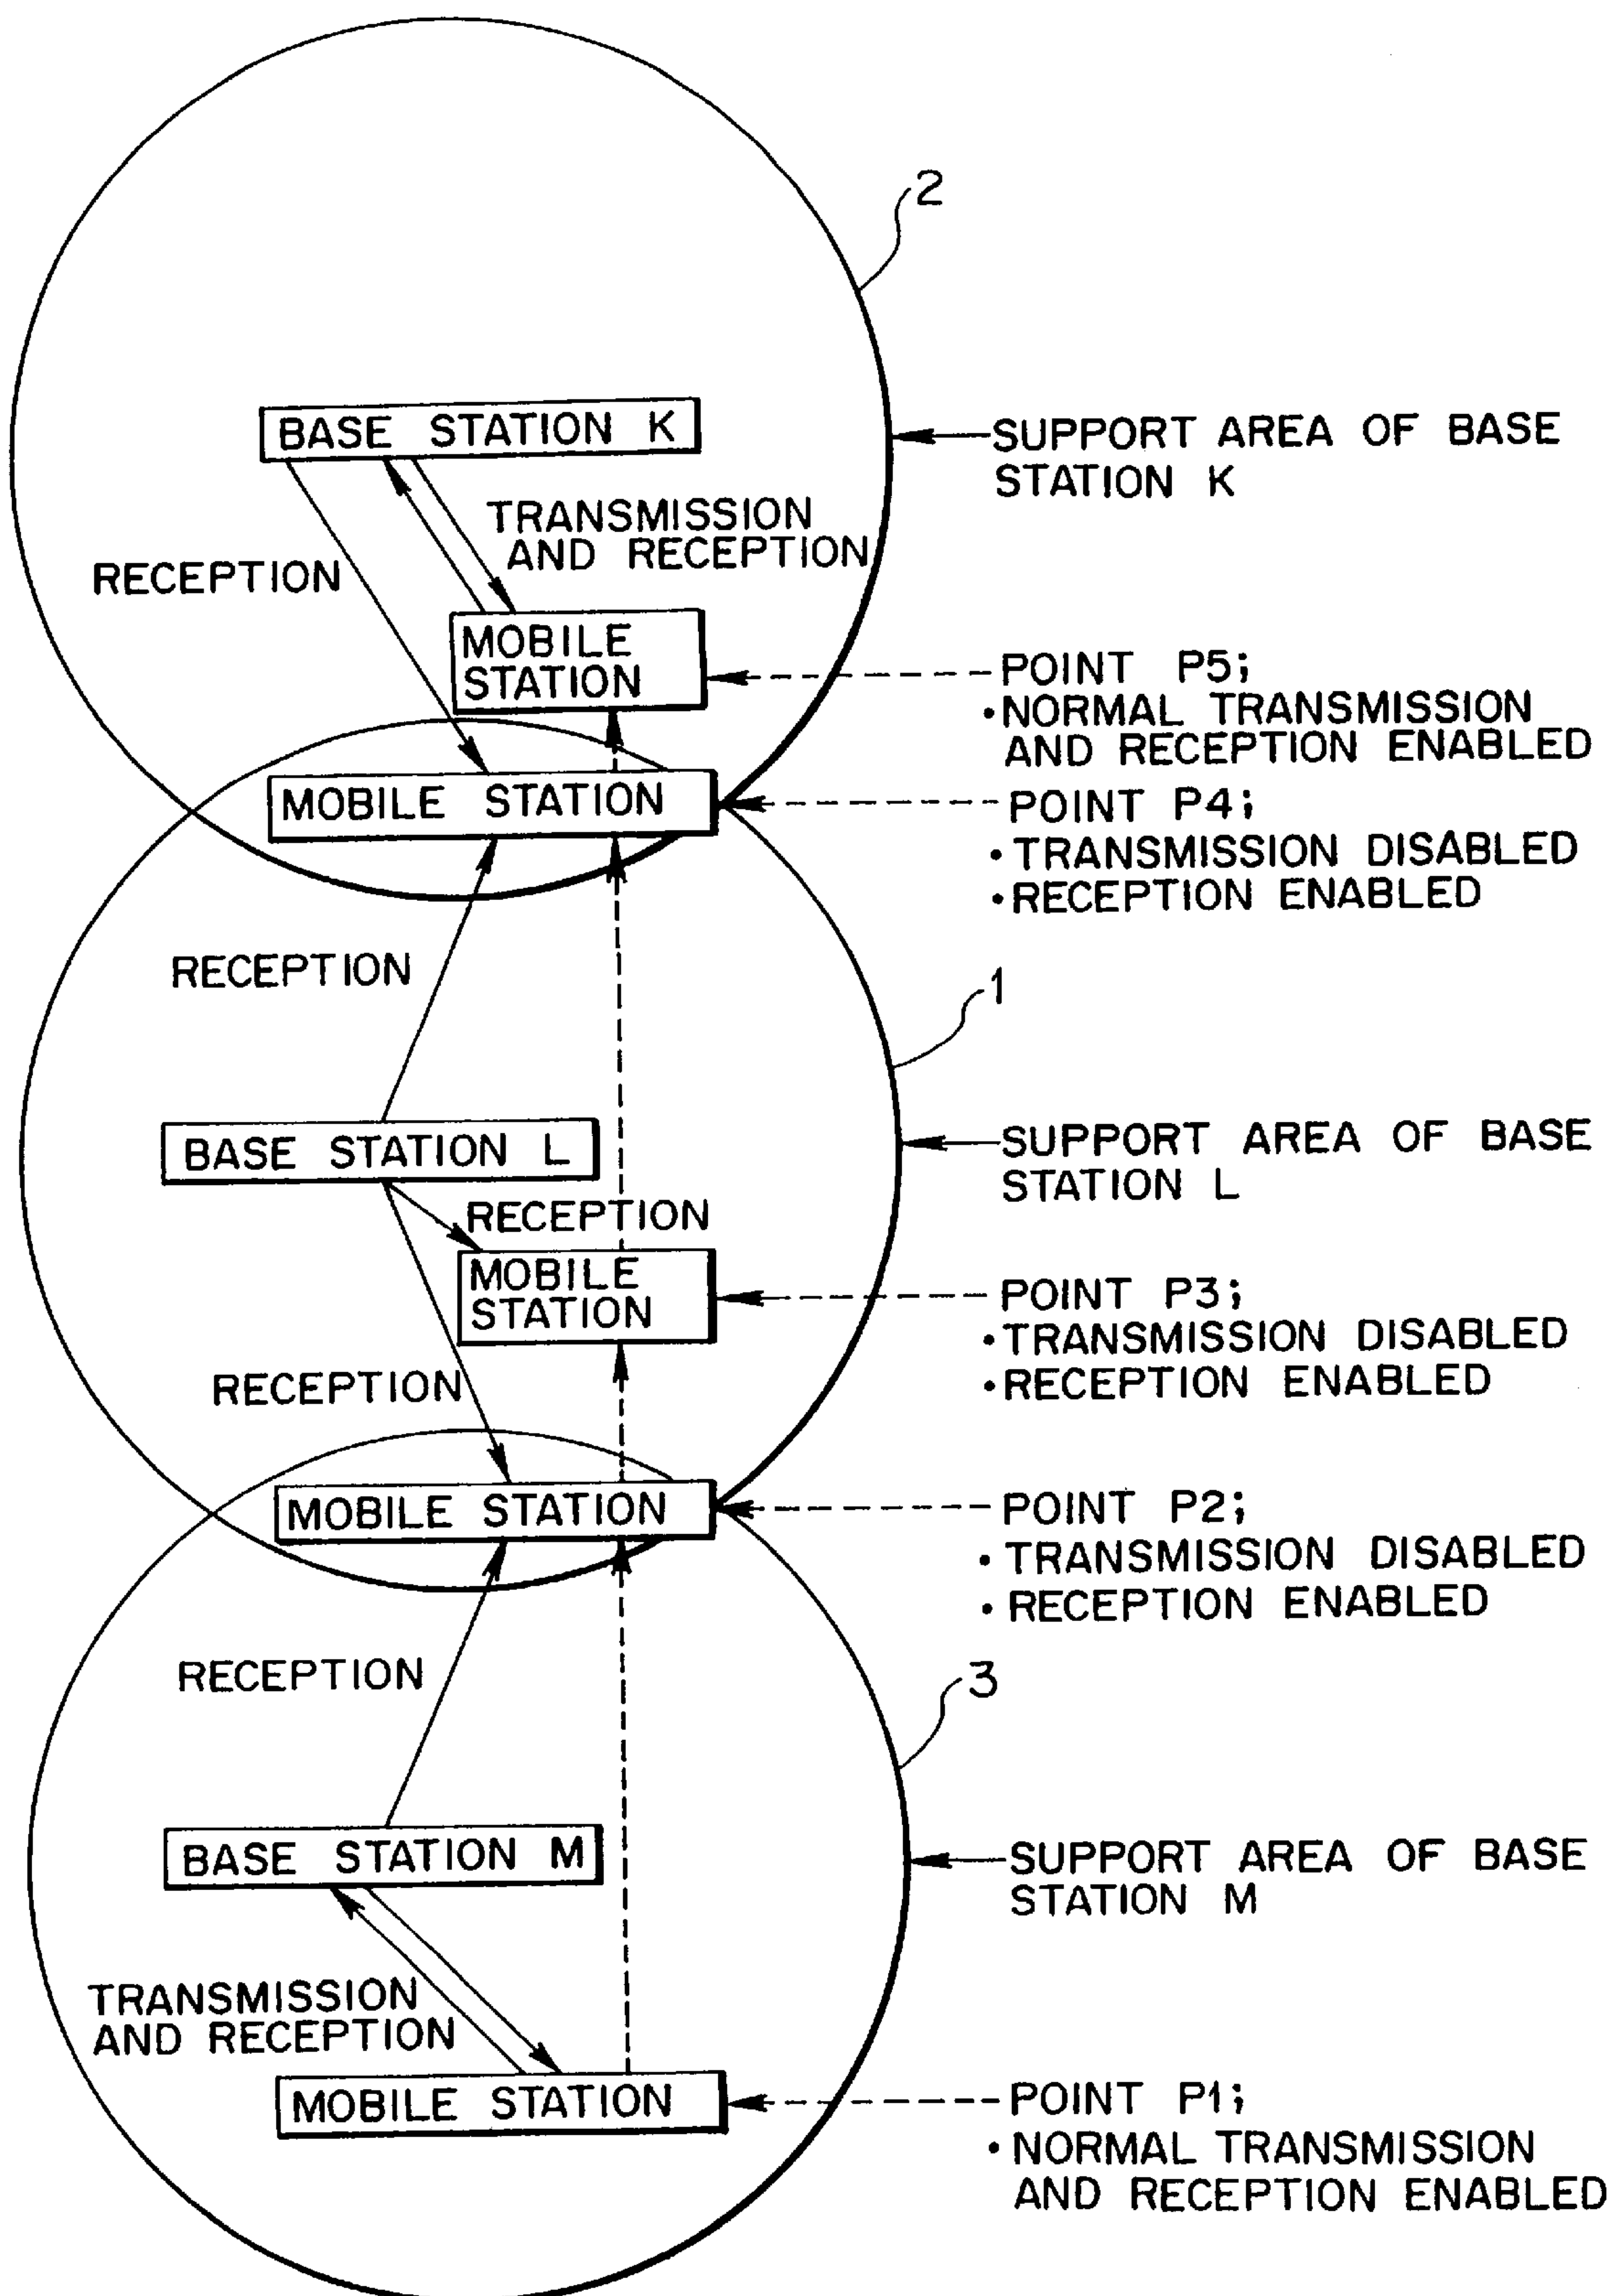 2
BASE STATION K
SUPPORT AREA OF BASE
STATION K
TRANSMISSION
AND RECEPTION
RECEPTION
MOBILE
STATION
POINT P5;
•NORMAL TRANSMISSION
AND RECEPTION ENABLED
MOBILE STATION
POINT P4;
•TRANSMISSION DISABLED
•RECEPTION ENABLED
RECEPTION
1
BASE STATION L
SUPPORT AREA OF BASE
STATION L
RECEPTION
MOBILE
STATION
POINT P3;
•TRANSMISSION DISABLED
•RECEPTION ENABLED
RECEPTION
MOBILE STATION
POINT P2;
•TRANSMISSION DISABLED
•RECEPTION ENABLED
RECEPTION
3
BASE STATION M
SUPPORT AREA OF BASE
STATION M
TRANSMISSION
AND RECEPTION
MOBILE STATION
POINT P1;
•NORMAL TRANSMISSION
AND RECEPTION ENABLED